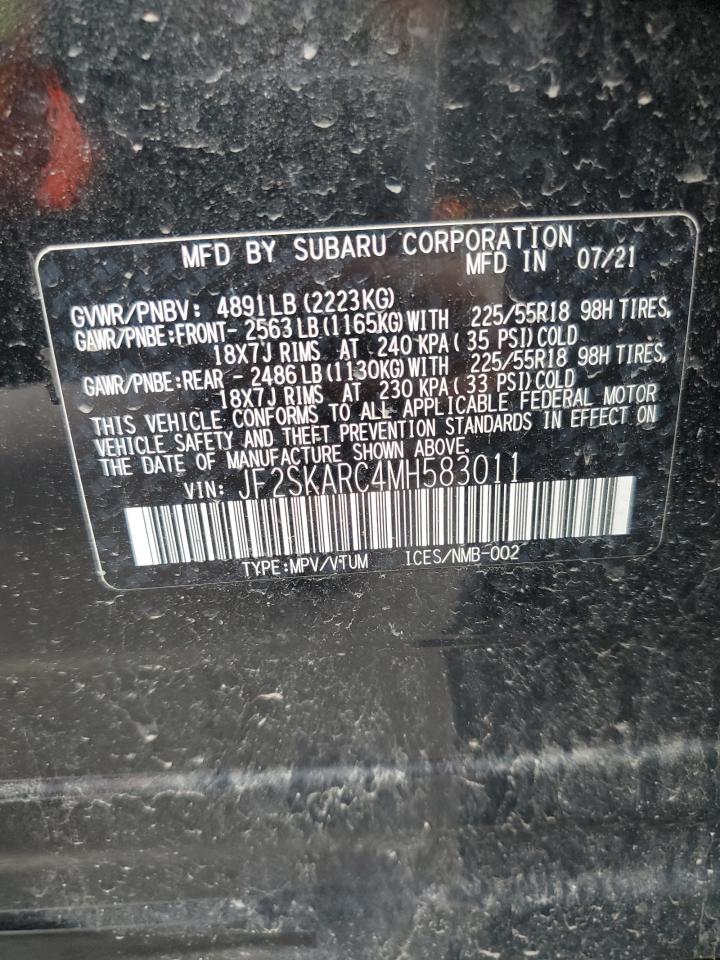 MFD BY SUBARU CORPORATION
MFD IN 07/21
GVWR/PNBV: 4891LB (2223KG)
GAWR/PNBE:FRONT- 2563LB (1165KG) WITH 225/55R18 98H TIRES,
18X7J RIMS AT 240 KPA ( 35 PSI) COLD
GAWR/PNBE:REAR - 2486LB (1130KG) WITH 225/55R18 98H TIRES,
18X7J RIMS AT 230 KPA ( 33 PSI) COLD
THIS VEHICLE CONFORMS TO ALL APPLICABLE FEDERAL MOTOR
VEHICLE SAFETY AND THEFT PREVENTION STANDARDS IN EFFECT ON
THE DATE OF MANUFACTURE SHOWN ABOVE.
VIN: JF2SKARC4MH583011
TYPE:MPV/VTUM ICES/NMB-002